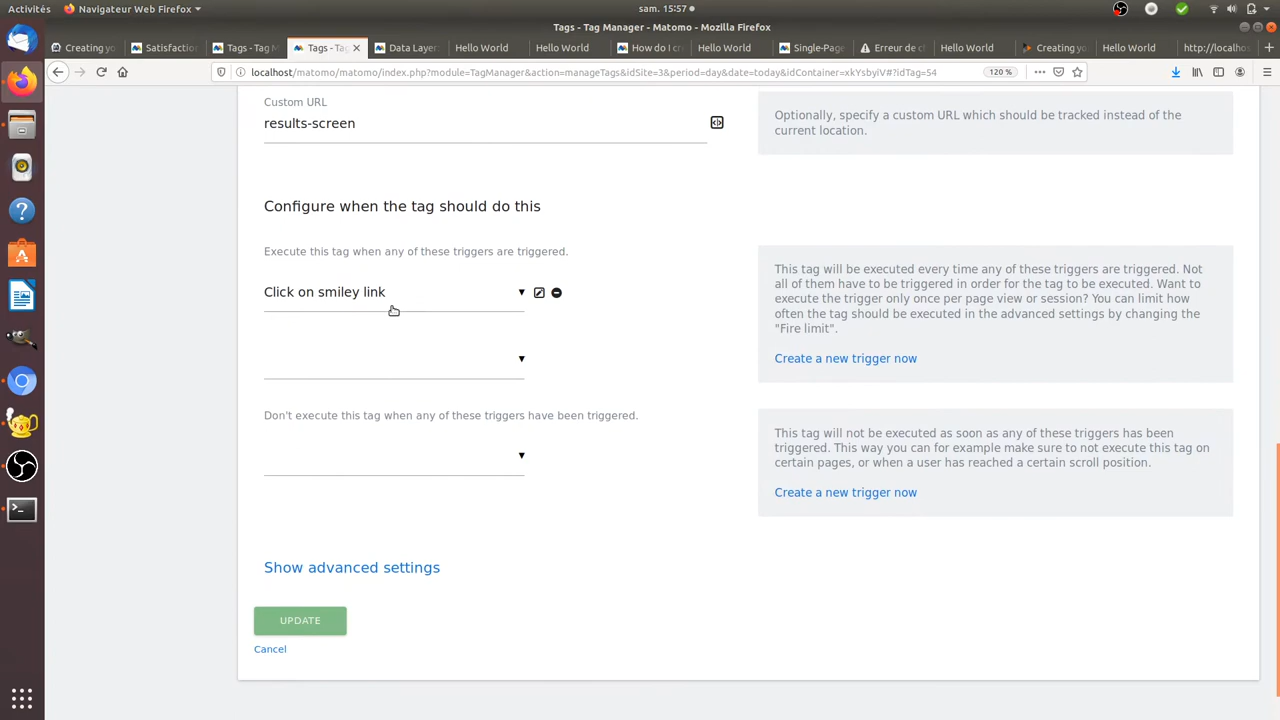 Activités
Navigateur Web Firefox
sam. 15:57
Tags - Tag Manager - Matomo - Mozilla Firefox
Creating yo
Satisfaction
Tags - Tag M
Tags - Tag
Data Layer
Hello World
Hello World
How do I cr
Hello World
Single-Page
Erreur de c
Hello World
Creating yo
Hello World
http://localhos
localhost/matomo/matomo/index.php?module=TagManager&action=manageTags&idSite=3&period=day&date=today&idContainer=xkYsbyiV#?idTag=54
120 %
Custom URL
results-screen
Optionally, specify a custom URL which should be tracked instead of the
current location.
Configure when the tag should do this
Execute this tag when any of these triggers are triggered.
Click on smiley link
This tag will be executed every time any of these triggers are triggered. Not
all of them have to be triggered in order for the tag to be executed. Want to
execute the trigger only once per page view or session? You can limit how
often the tag should be executed in the advanced settings by changing the
"Fire limit".
Create a new trigger now
Don't execute this tag when any of these triggers have been triggered.
This tag will not be executed as soon as any of these triggers has been
triggered. This way you can for example make sure to not execute this tag on
certain pages, or when a user has reached a certain scroll position.
Create a new trigger now
Show advanced settings
UPDATE
Cancel